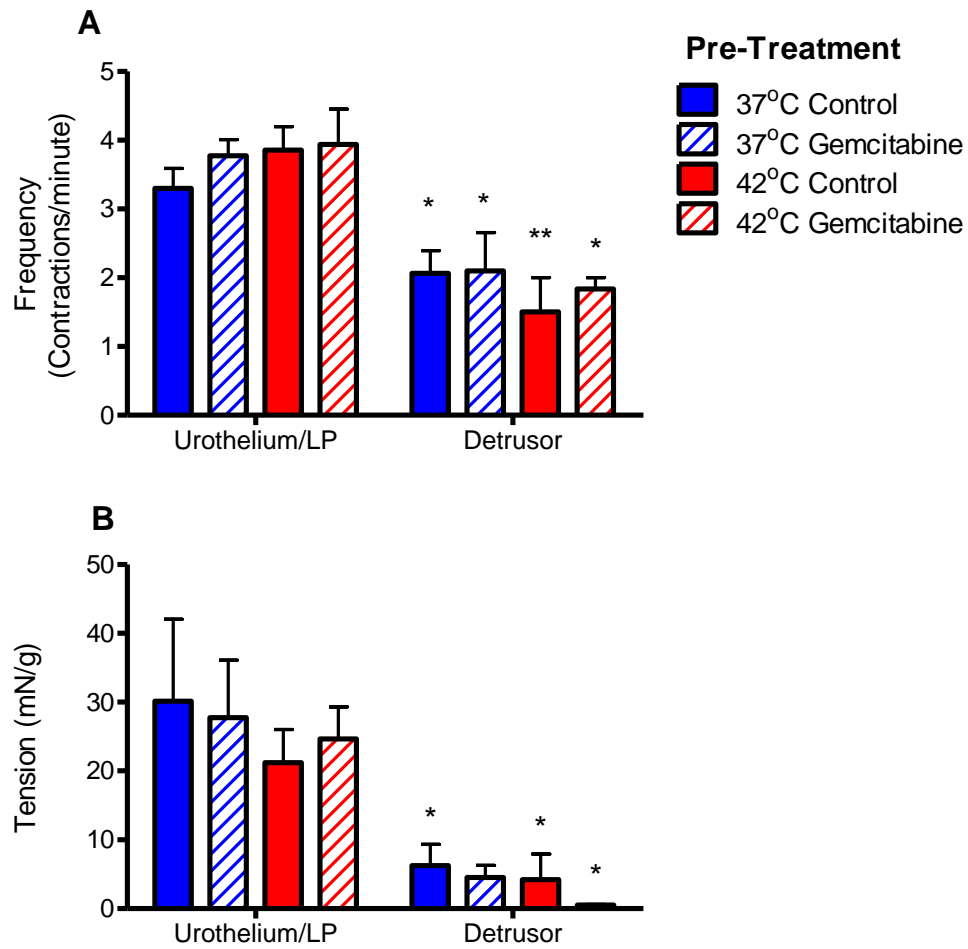 A
Pre-Treatment
37°C Control
37°C Gemcitabine
42°C Control
42°C Gemcitabine
Frequency
(Contractions/minute)
5
4
3
2
1
0
* * ** *
Urothelium/LP Detrusor
B
Tension (mN/g)
50
40
30
20
10
0
* * *
Urothelium/LP Detrusor